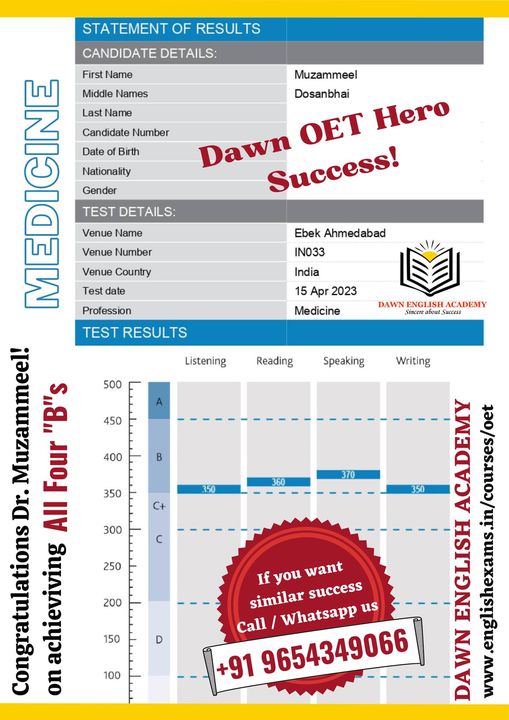 STATEMENT OF RESULTS
CANDIDATE DETAILS:
First Name Muzammeel
Middle Names Dosanbhai
Last Name
Candidate Number
Date of Birth
Nationality
Gender
Dawn OET Hero
Success!
MEDICINE
TEST DETAILS:
Venue Name Ebek Ahmedabad
Venue Number IN033
Venue Country India
Test date 15 Apr 2023
Profession Medicine
DAWN ENGLISH ACADEMY
Sincere about Success
TEST RESULTS
Listening Reading Speaking Writing
500
450
400
350
300
250
200
150
100
A
B
C+
C
D
350
360
370
350
Congratulations Dr. Muzammeel!
on achieviving All Four "B"s
If you want
similar success
Call / Whatsapp us
+91 9654349066
DAWN ENGLISH ACADEMY
www.englishexams.in/courses/oet